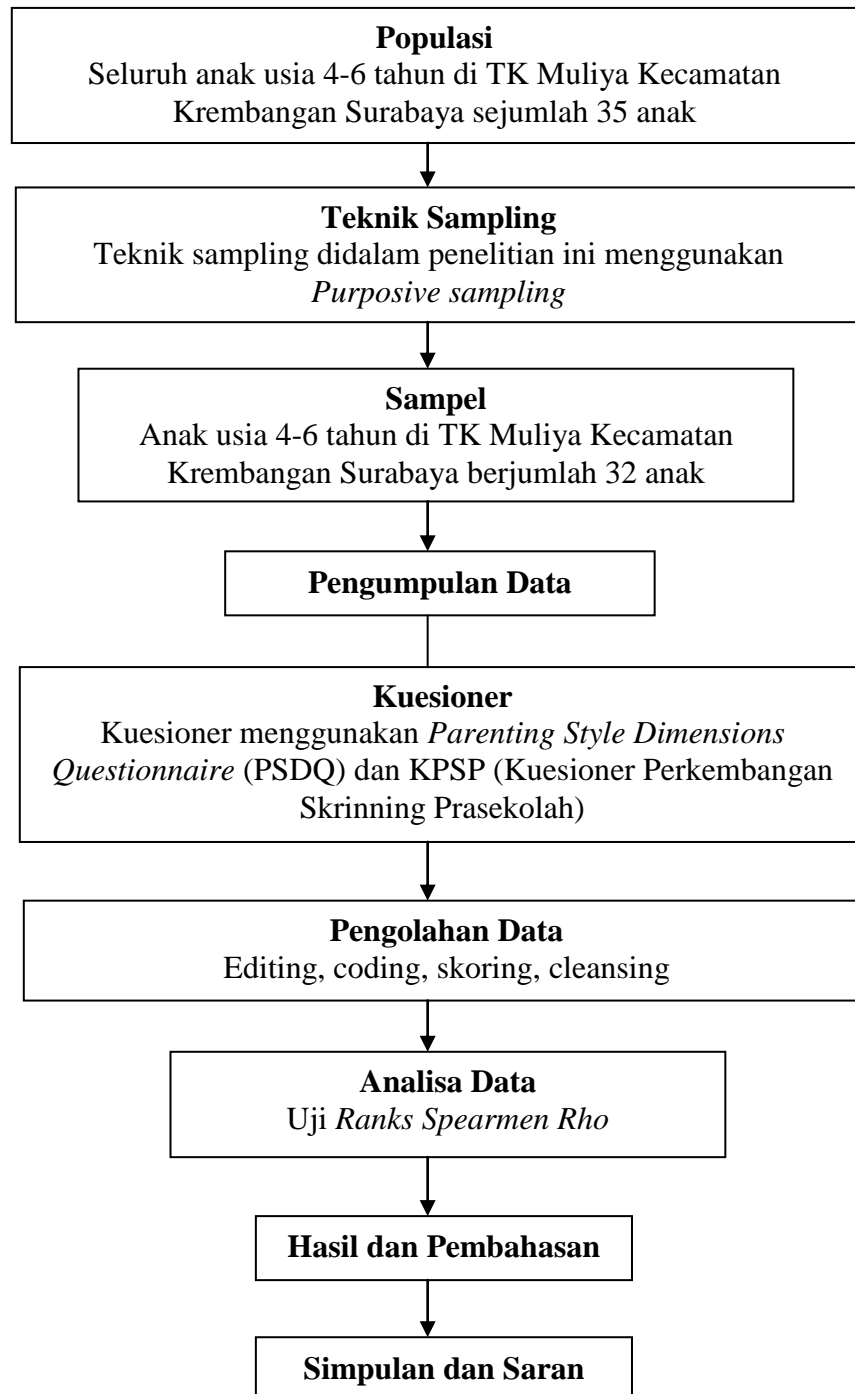 Populasi
Seluruh anak usia 4-6 tahun di TK Muliya Kecamatan
Krembangan Surabaya sejumlah 35 anak
Teknik Sampling
Teknik sampling didalam penelitian ini menggunakan
Purposive sampling
Sampel
Anak usia 4-6 tahun di TK Muliya Kecamatan
Krembangan Surabaya berjumlah 32 anak
Pengumpulan Data
Kuesioner
Kuesioner menggunakan Parenting Style Dimensions
Questionnaire (PSDQ) dan KPSP (Kuesioner Perkembangan
Skrinning Prasekolah)
Pengolahan Data
Editing, coding, skoring, cleansing
Analisa Data
Uji Ranks Spearmen Rho
Hasil dan Pembahasan
Simpulan dan Saran